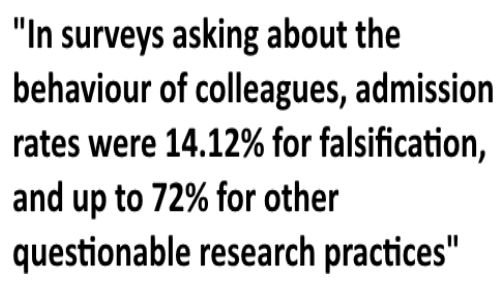 "In surveys asking about the
behaviour of colleagues, admission
rates were 14.12% for falsification,
and up to 72% for other
questionable research practices"